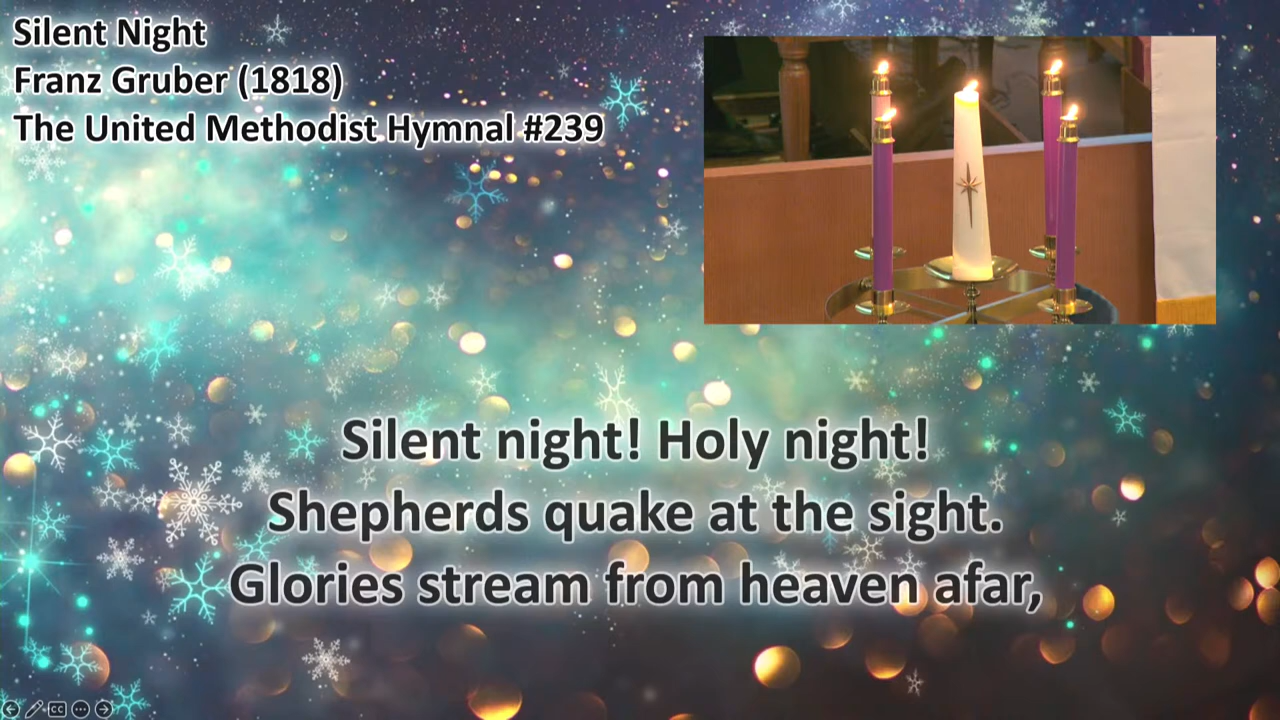 Silent Night
Franz Gruber (1818)
The United Methodist Hymnal #239
Silent night! Holy night!
Shepherds quake at the sight.
Glories stream from heaven afar,
CC